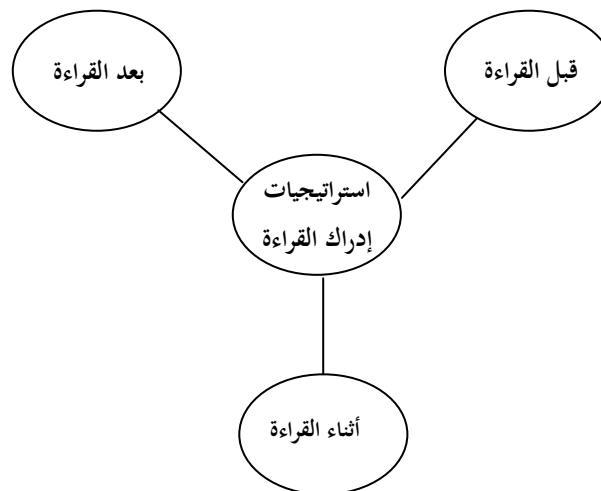 قبل القراءة
بعد القراءة
استراتيجيات
إدراك القراءة
أثناء القراءة